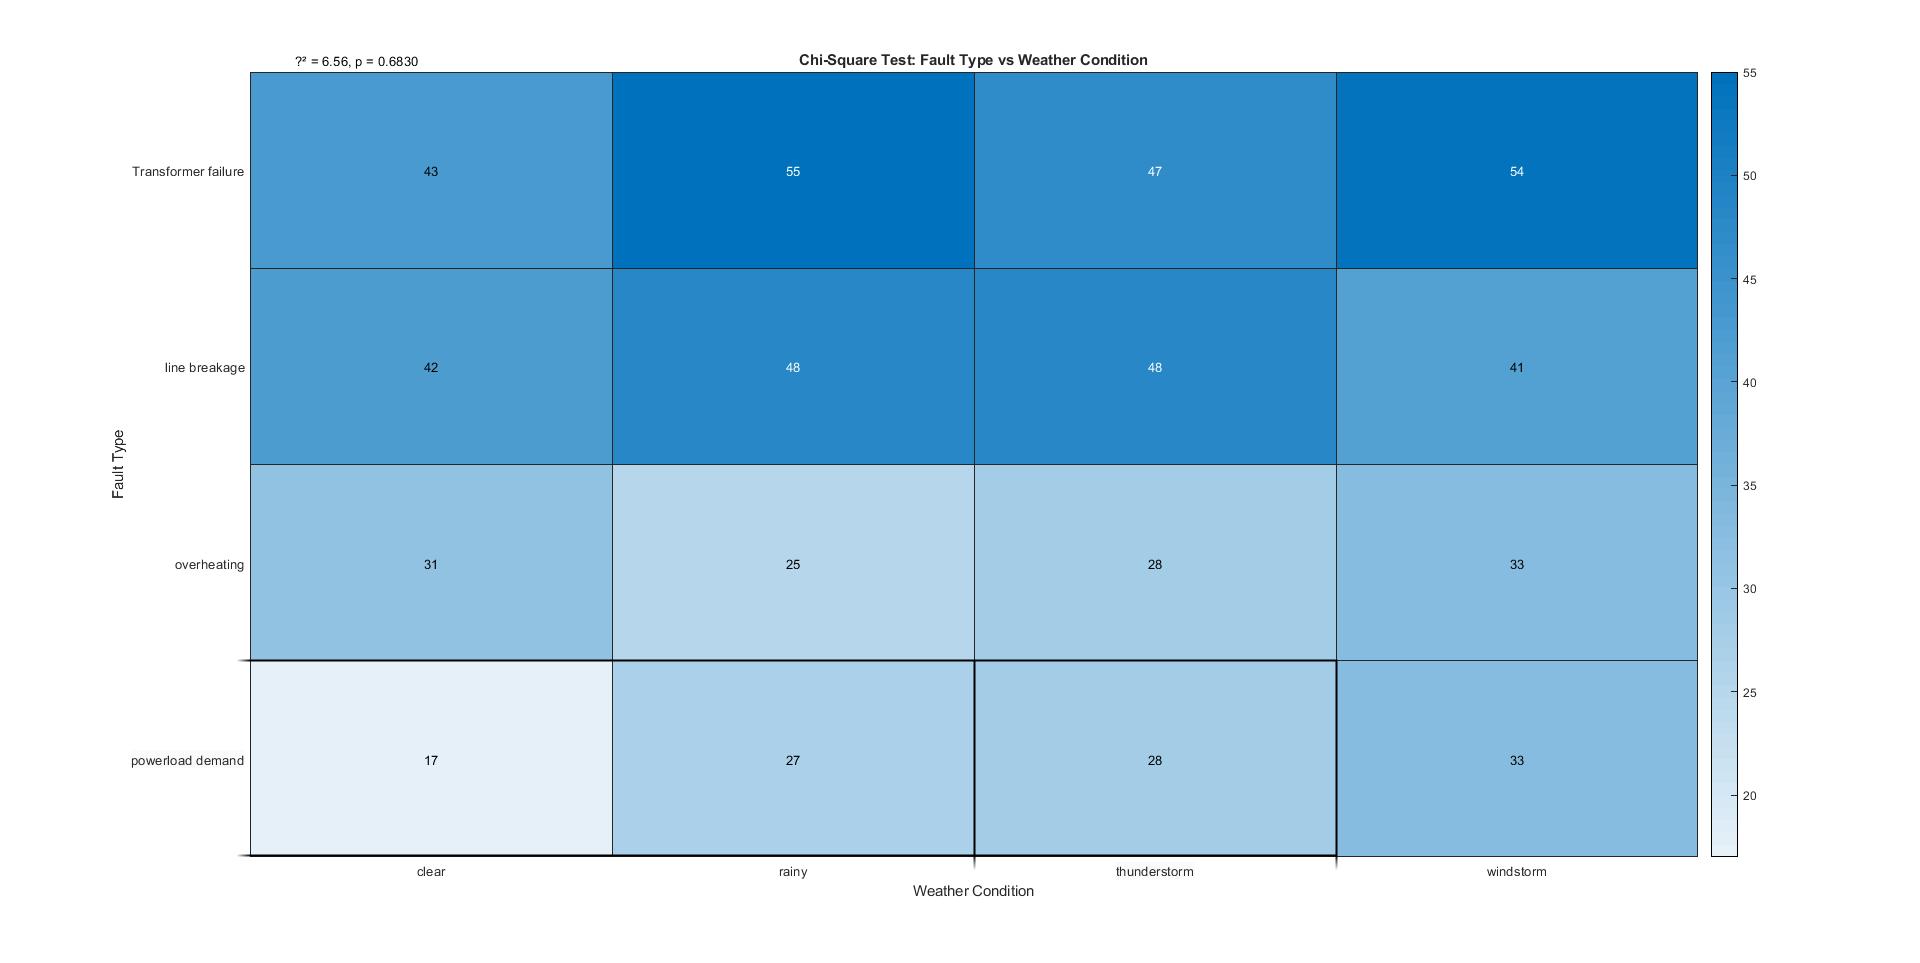 ?² = 6.56, p = 0.6830
Chi-Square Test: Fault Type vs Weather Condition
Transformer failure 43 55 47 54
line breakage 42 48 48 41
overheating 31 25 28 33
powerload demand 17 27 28 33
clear rainy thunderstorm windstorm
Weather Condition
Fault Type
55
50
45
40
35
30
25
20